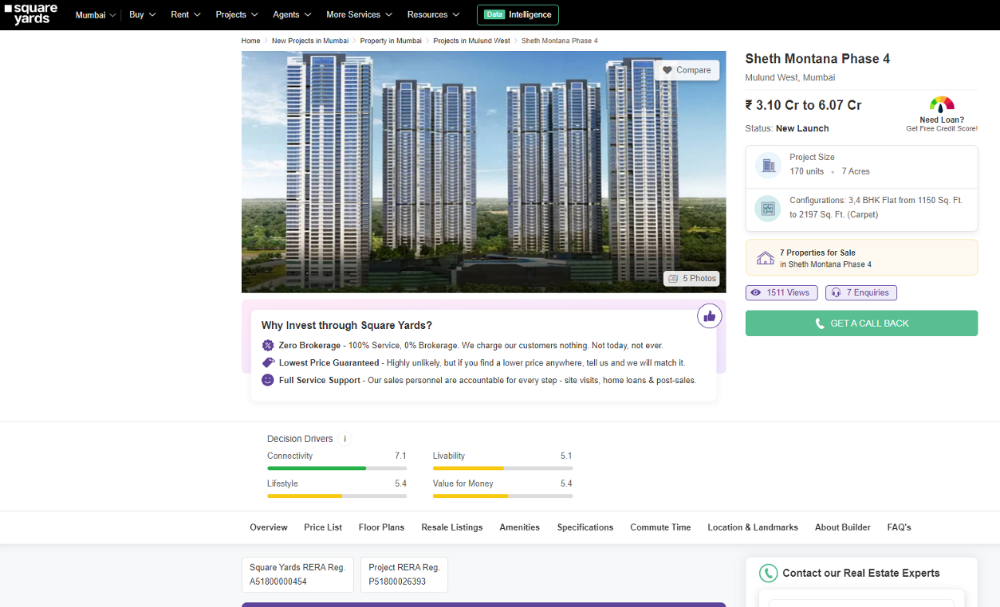 square
yards
Mumbai
Buy
Rent
Projects
Agents
More Services
Resources
Data Intelligence
Home
New Projects in Mumbai
Property in Mumbai
Projects in Mulund West
Sheth Montana Phase 4
Compare
5 Photos
Sheth Montana Phase 4
Mulund West, Mumbai
₹ 3.10 Cr to 6.07 Cr
Status: New Launch
Need Loan?
Get Free Credit Score!
Project Size
170 units • 7 Acres
Configurations: 3,4 BHK Flat from 1150 Sq. Ft.
to 2197 Sq. Ft. (Carpet)
7 Properties for Sale
in Sheth Montana Phase 4
1511 Views
7 Enquiries
GET A CALL BACK
Why Invest through Square Yards?
Zero Brokerage - 100% Service, 0% Brokerage. We charge our customers nothing. Not today, not ever.
Lowest Price Guaranteed - Highly unlikely, but if you find a lower price anywhere, tell us and we will match it.
Full Service Support - Our sales personnel are accountable for every step - site visits, home loans & post-sales.
Decision Drivers i
Connectivity 7.1
Livability 5.1
Lifestyle 5.4
Value for Money 5.4
Overview
Price List
Floor Plans
Resale Listings
Amenities
Specifications
Commute Time
Location & Landmarks
About Builder
FAQ's
Square Yards RERA Reg.
A51800000454
Project RERA Reg.
P51800026393
Contact our Real Estate Experts